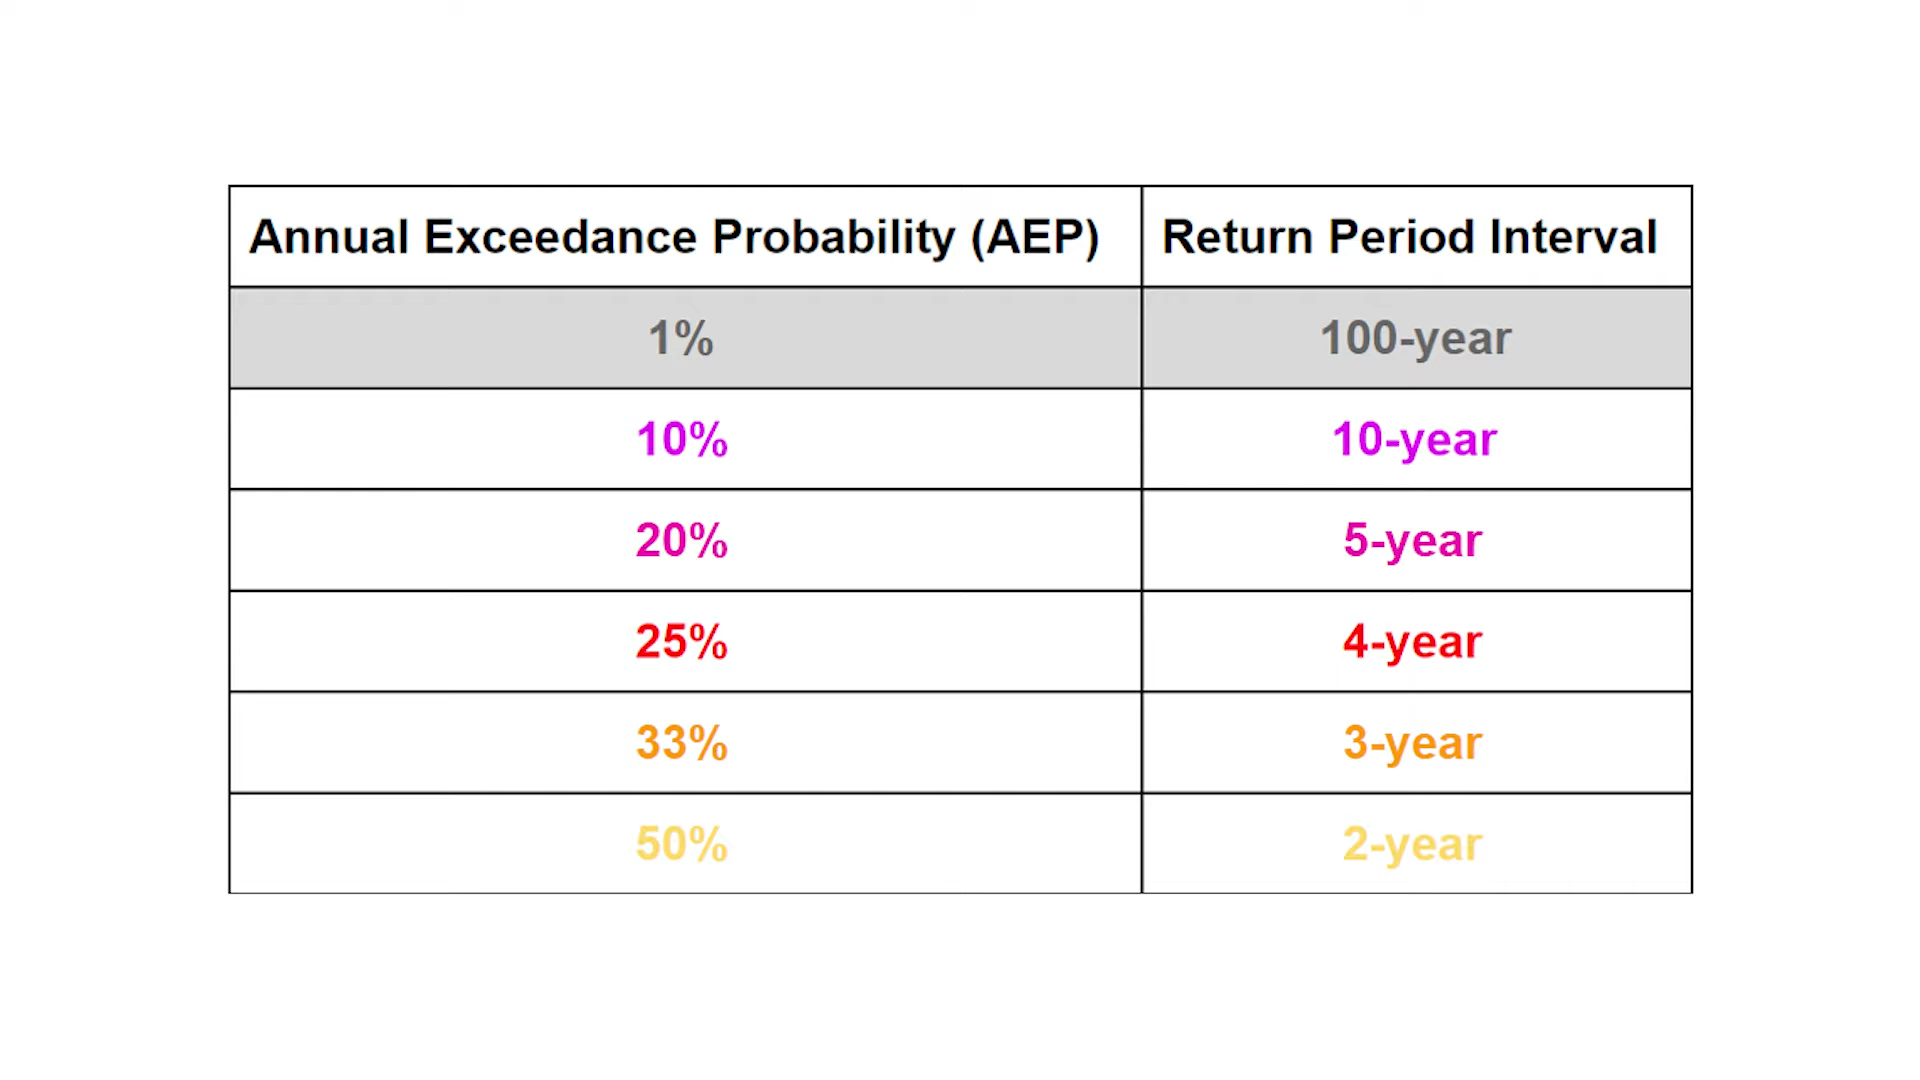 Annual Exceedance Probability (AEP) Return Period Interval
1% 100-year
10% 10-year
20% 5-year
25% 4-year
33% 3-year
50% 2-year